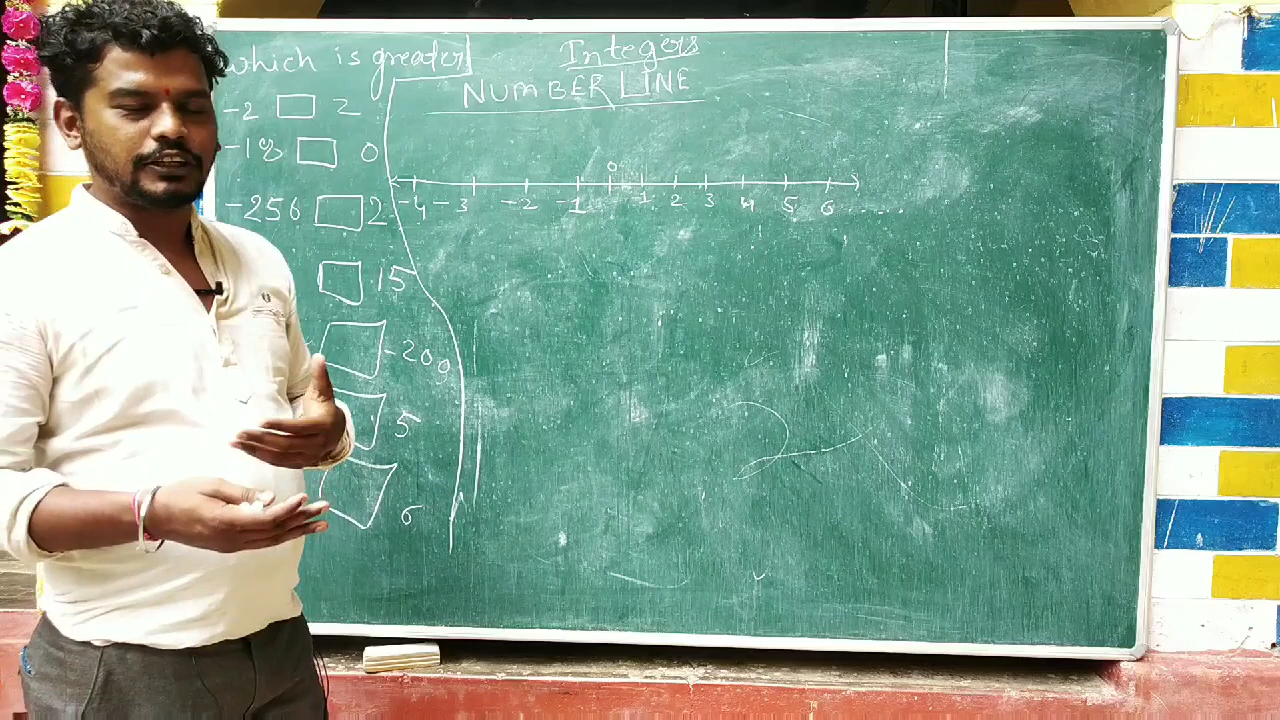 which is greater
-2 □ 2
-18 □ 0
-256 □ 2
□ 15
□ -209
□ 5
□ 6
Integers
NUMBER LINE
0
-4 -3 -2 -1 1 2 3 4 5 6 ....